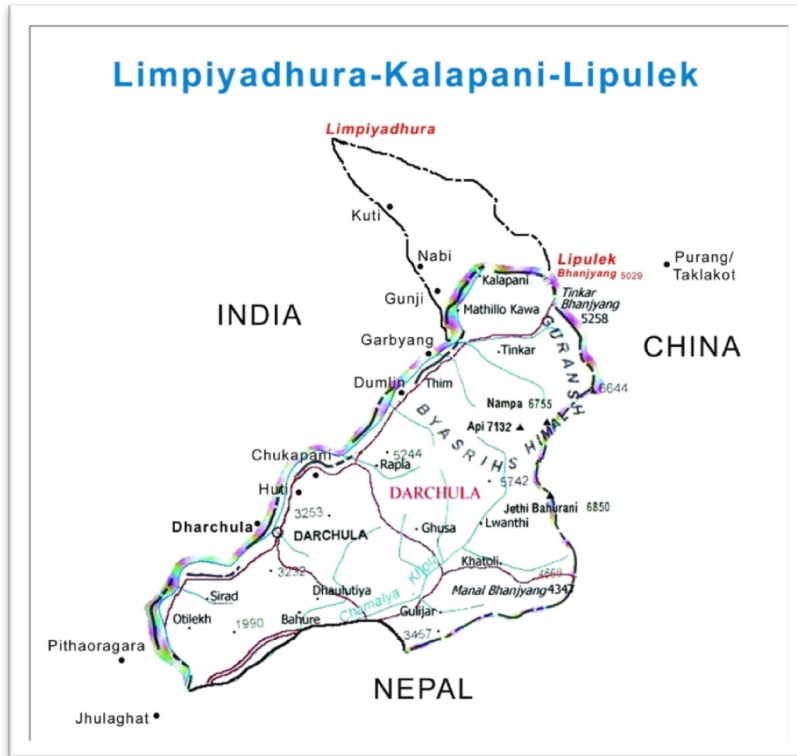 Limpiyadhura-Kalapani-Lipulek
Limpiyadhura
Kuti
Nabi
Lipulek
Bhanjyang 5029
Purang/
Taklakot
Kalapani
Tinkar
Bhanjyang
5258
Gunji
Mathillo Kawa
INDIA
GURANSH
HIMAL
CHINA
Garbyang
Tinkar
Dumlin
Thim
6644
Nampa 6755
Api 7132
BYASRIHS
Chukapani
5244
Rapla
5742
Huti
DARCHULA
Jethi Bahurani 6850
3253
Dharchula
DARCHULA
Ghusa
Lwanthi
Khatoli
3232
Manal Bhanjyang 4347
Sirad
Dhaulutiya
Chamalya Khola
Otilekh
1990
Bahure
Gulijar
3457
Pithaoragara
NEPAL
Jhulaghat